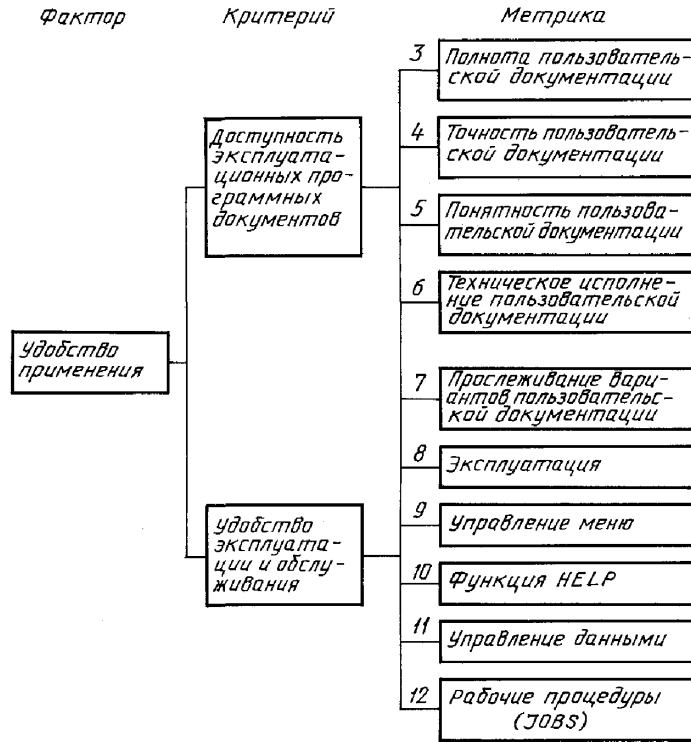 Фактор
Критерий
Метрика
Удобство
применения
Доступность
эксплуата-
ционных про-
граммных
документов
Удобство
эксплуата-
ции и обслу-
живания
3
Полнота пользователь-
ской документации
4
Точность пользователь-
ской документации
5
Понятность пользова-
тельской документации
6
Техническое исполне-
ние пользовательской
документации
7
Прослеживание вари-
антов пользователь-
ской документации
8
Эксплуатация
9
Управление меню
10
Функция HELP
11
Управление данными
12
Рабочие процедуры
(JOBS)